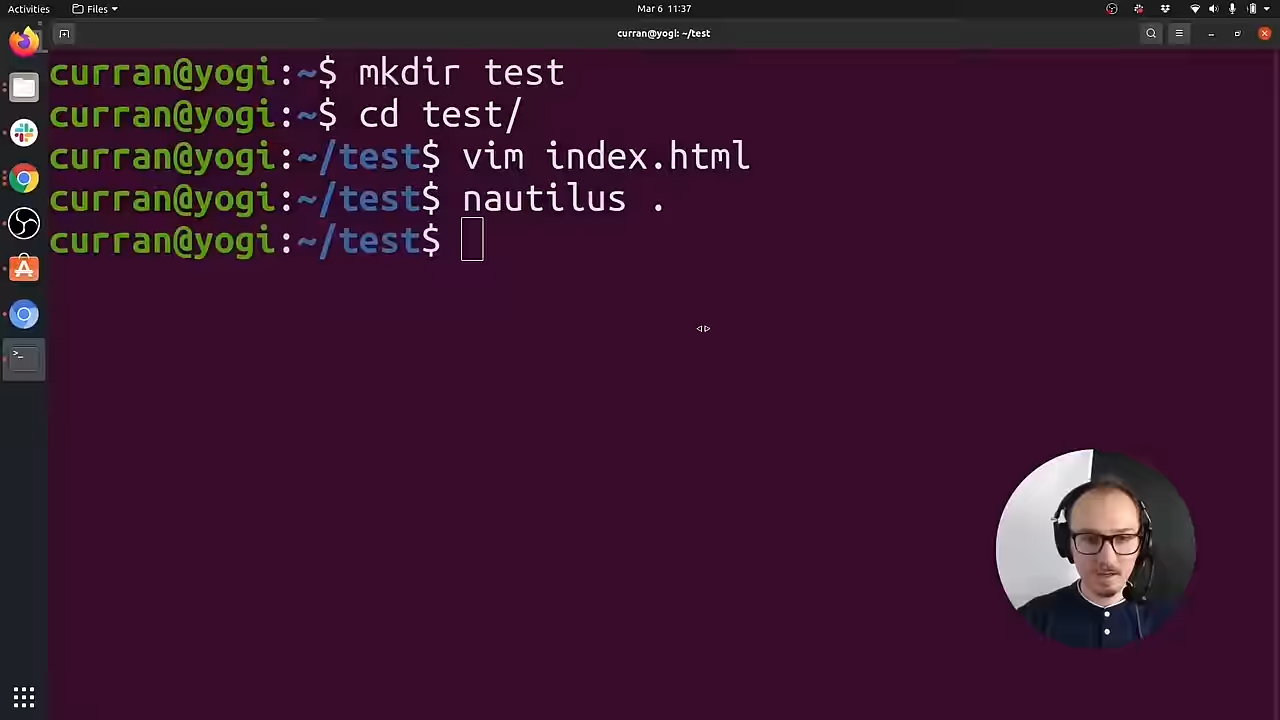 Activities
Files
Mar 6 11:37
curran@yogi: ~/test
curran@yogi:~$ mkdir test
curran@yogi:~$ cd test/
curran@yogi:~/test$ vim index.html
curran@yogi:~/test$ nautilus .
curran@yogi:~/test$